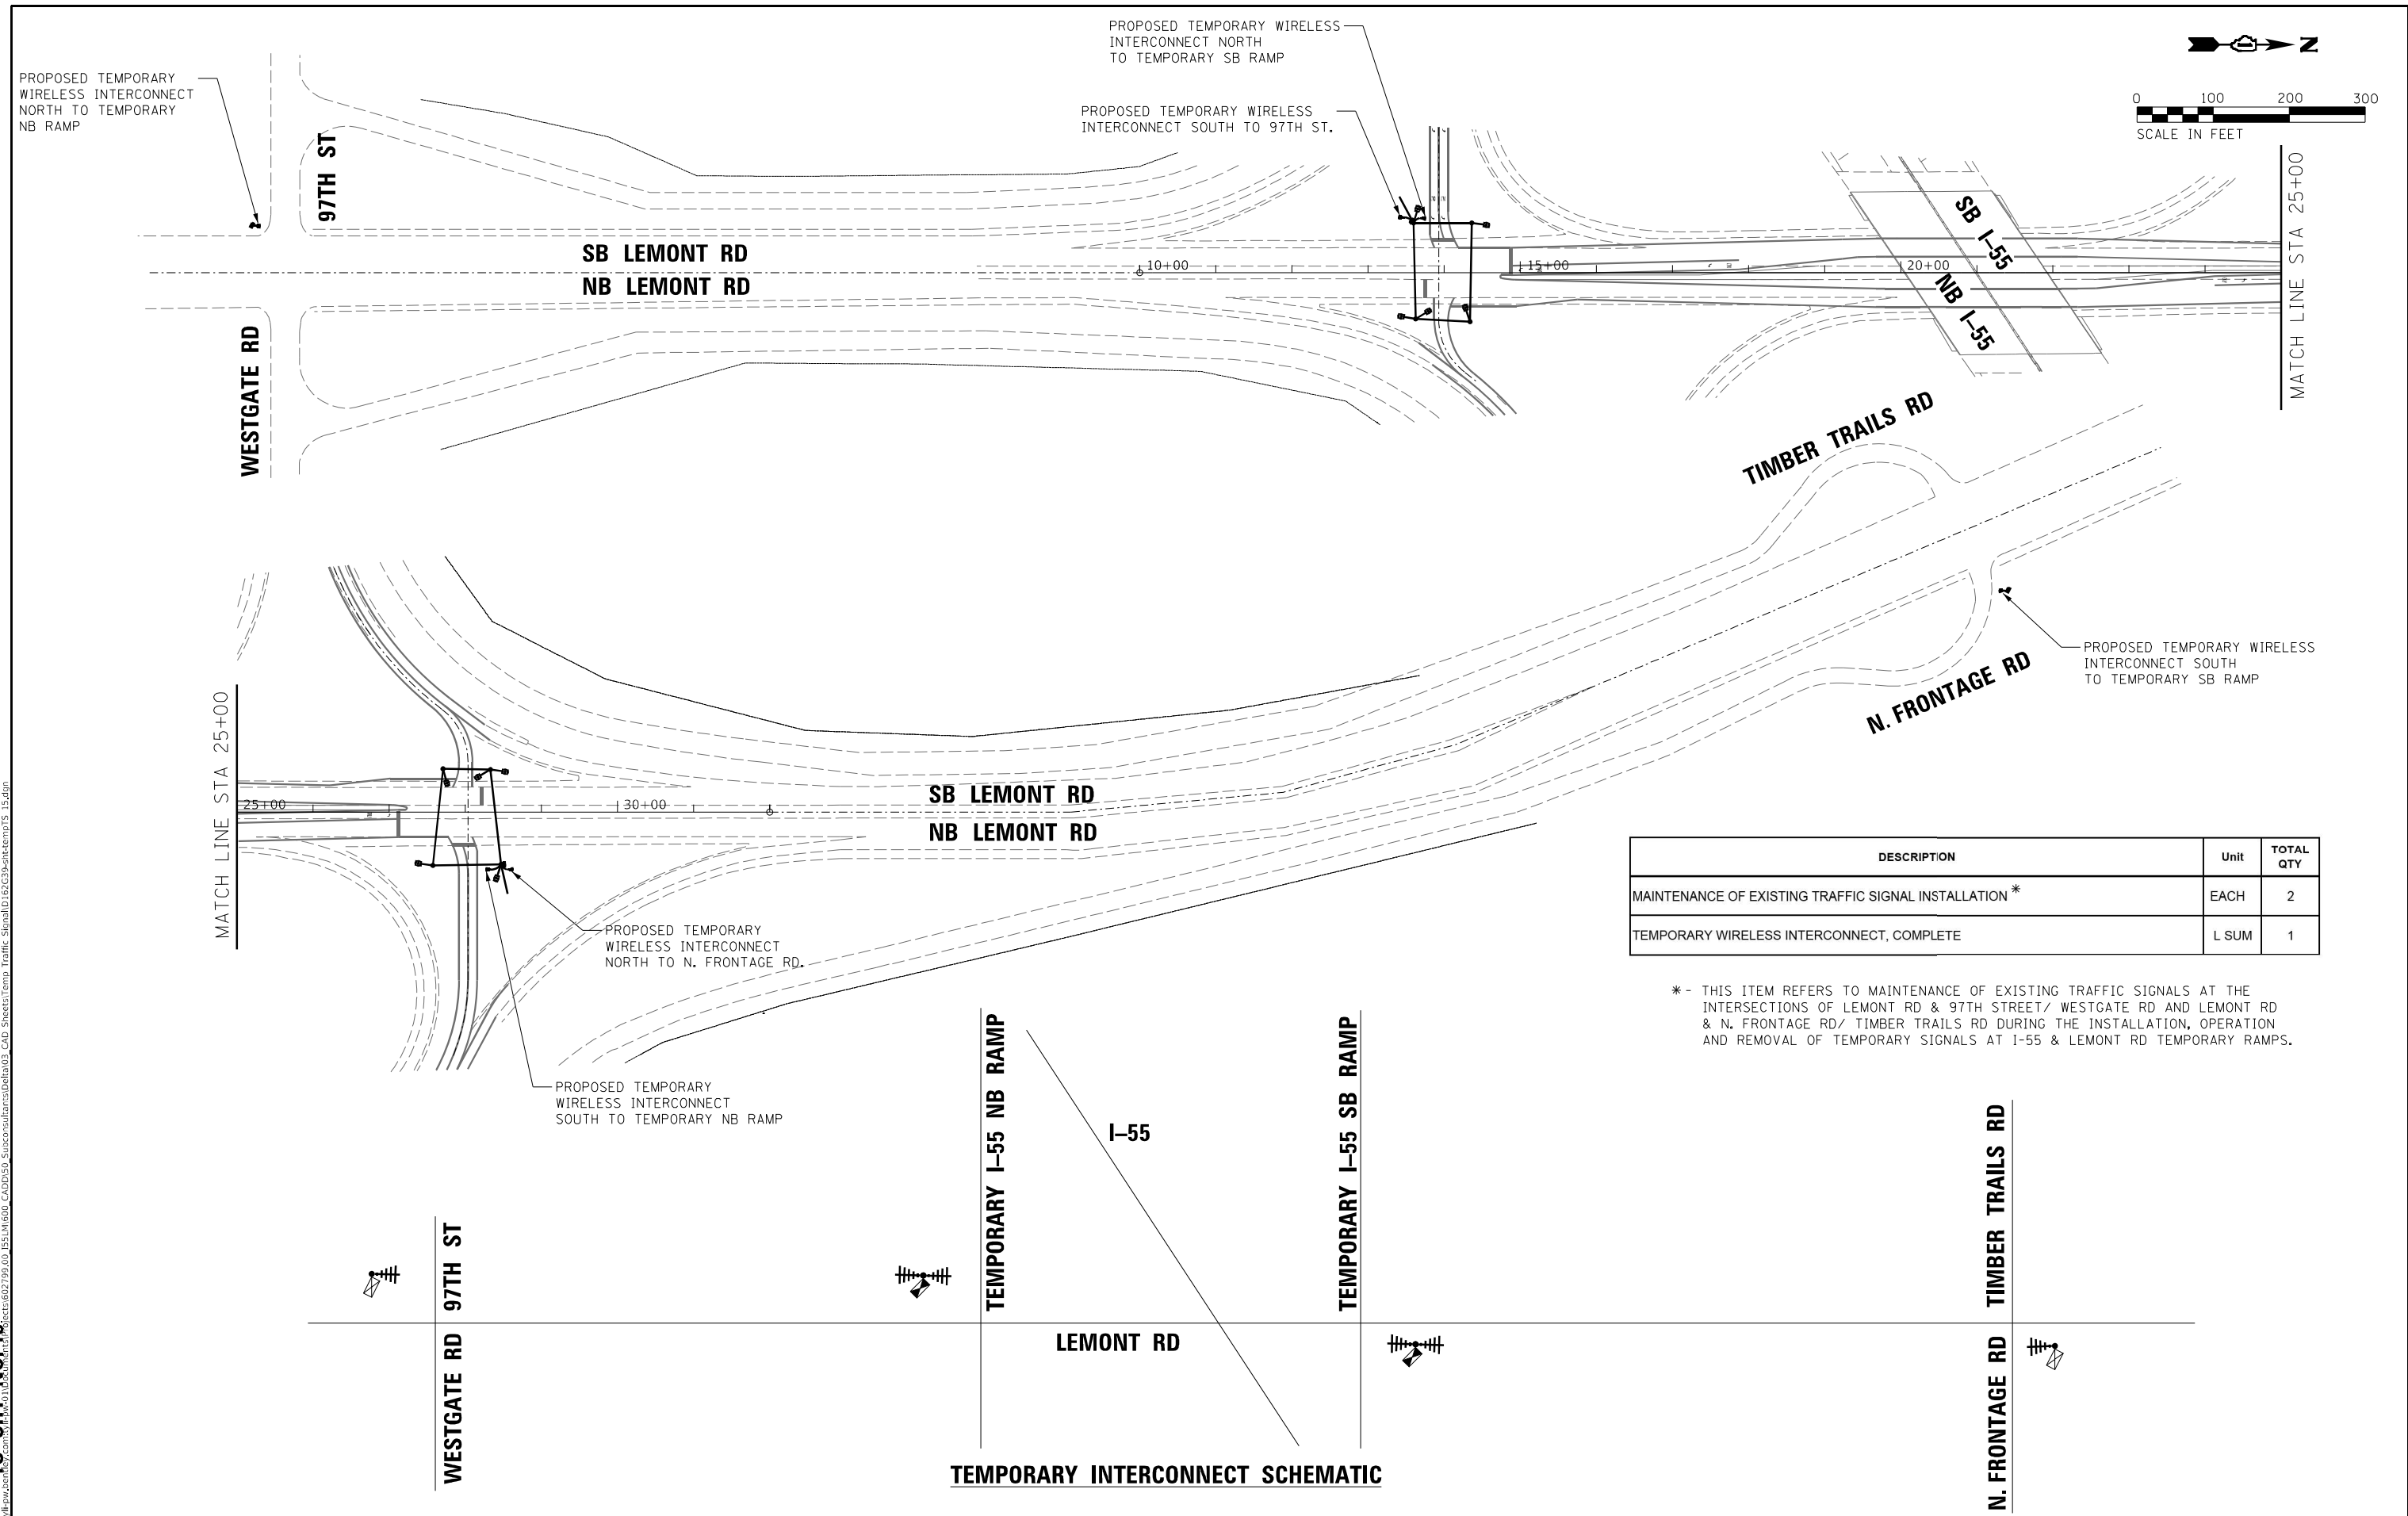 PROPOSED TEMPORARY
WIRELESS INTERCONNECT
NORTH TO TEMPORARY
NB RAMP
97TH ST
WESTGATE RD
SB LEMONT RD
NB LEMONT RD
PROPOSED TEMPORARY WIRELESS
INTERCONNECT NORTH
TO TEMPORARY SB RAMP
PROPOSED TEMPORARY WIRELESS
INTERCONNECT SOUTH TO 97TH ST.
10+00
15+00
20+00
SB I-55
NB I-55
N
0 100 200 300
SCALE IN FEET
MATCH LINE STA 25+00
TIMBER TRAILS RD
N. FRONTAGE RD
PROPOSED TEMPORARY WIRELESS
INTERCONNECT SOUTH
TO TEMPORARY SB RAMP
MATCH LINE STA 25+00
25+00
30+00
SB LEMONT RD
NB LEMONT RD
PROPOSED TEMPORARY
WIRELESS INTERCONNECT
NORTH TO N. FRONTAGE RD.
PROPOSED TEMPORARY
WIRELESS INTERCONNECT
SOUTH TO TEMPORARY NB RAMP
DESCRIPTION Unit TOTAL QTY
MAINTENANCE OF EXISTING TRAFFIC SIGNAL INSTALLATION * EACH 2
TEMPORARY WIRELESS INTERCONNECT, COMPLETE L SUM 1
* - THIS ITEM REFERS TO MAINTENANCE OF EXISTING TRAFFIC SIGNALS AT THE
INTERSECTIONS OF LEMONT RD & 97TH STREET/ WESTGATE RD AND LEMONT RD
& N. FRONTAGE RD/ TIMBER TRAILS RD DURING THE INSTALLATION, OPERATION
AND REMOVAL OF TEMPORARY SIGNALS AT I-55 & LEMONT RD TEMPORARY RAMPS.
WESTGATE RD 97TH ST
TEMPORARY I-55 NB RAMP
I-55
TEMPORARY I-55 SB RAMP
LEMONT RD
N. FRONTAGE RD TIMBER TRAILS RD
TEMPORARY INTERCONNECT SCHEMATIC